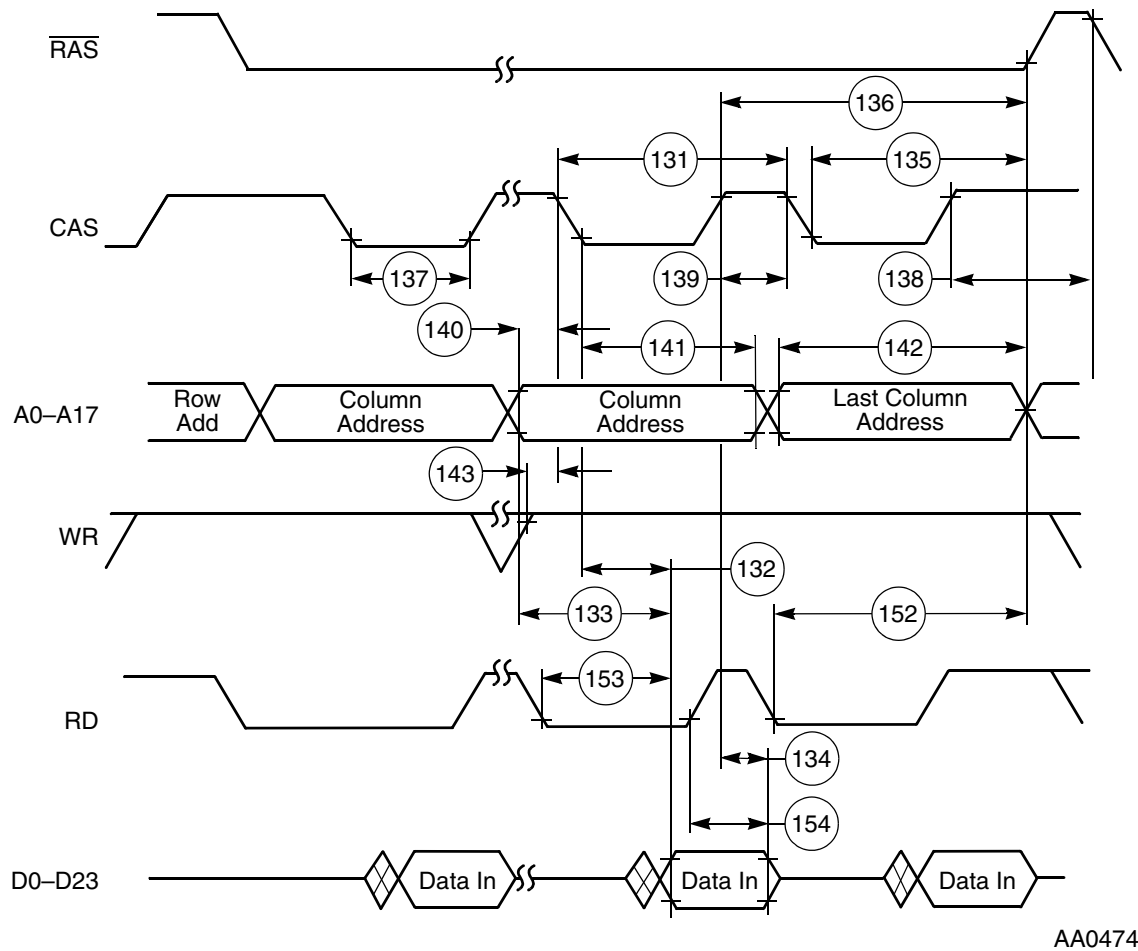 RAS
136
131
135
CAS
137
139
138
140
141
142
A0–A17
Row
Add
Column
Address
Column
Address
Last Column
Address
143
WR
132
133
152
153
RD
134
154
D0–D23
Data In
Data In
Data In
AA0474